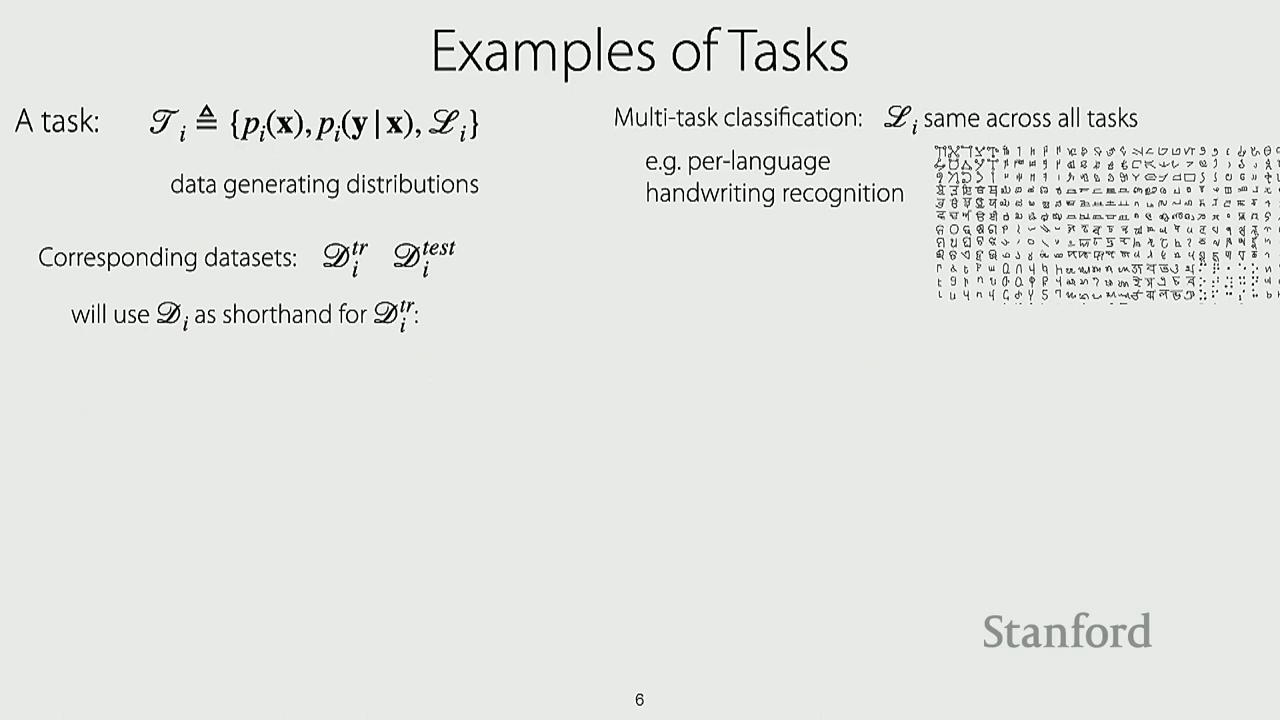 Examples of Tasks
A task: 𝒯ᵢ ≜ {pᵢ(x), pᵢ(y|x), ℒᵢ}
data generating distributions
Corresponding datasets: 𝒟ᵢᵗʳ 𝒟ᵢᵗᵉˢᵗ
will use 𝒟ᵢ as shorthand for 𝒟ᵢᵗʳ:
Multi-task classification: ℒᵢ same across all tasks
e.g. per-language
handwriting recognition
Stanford
6